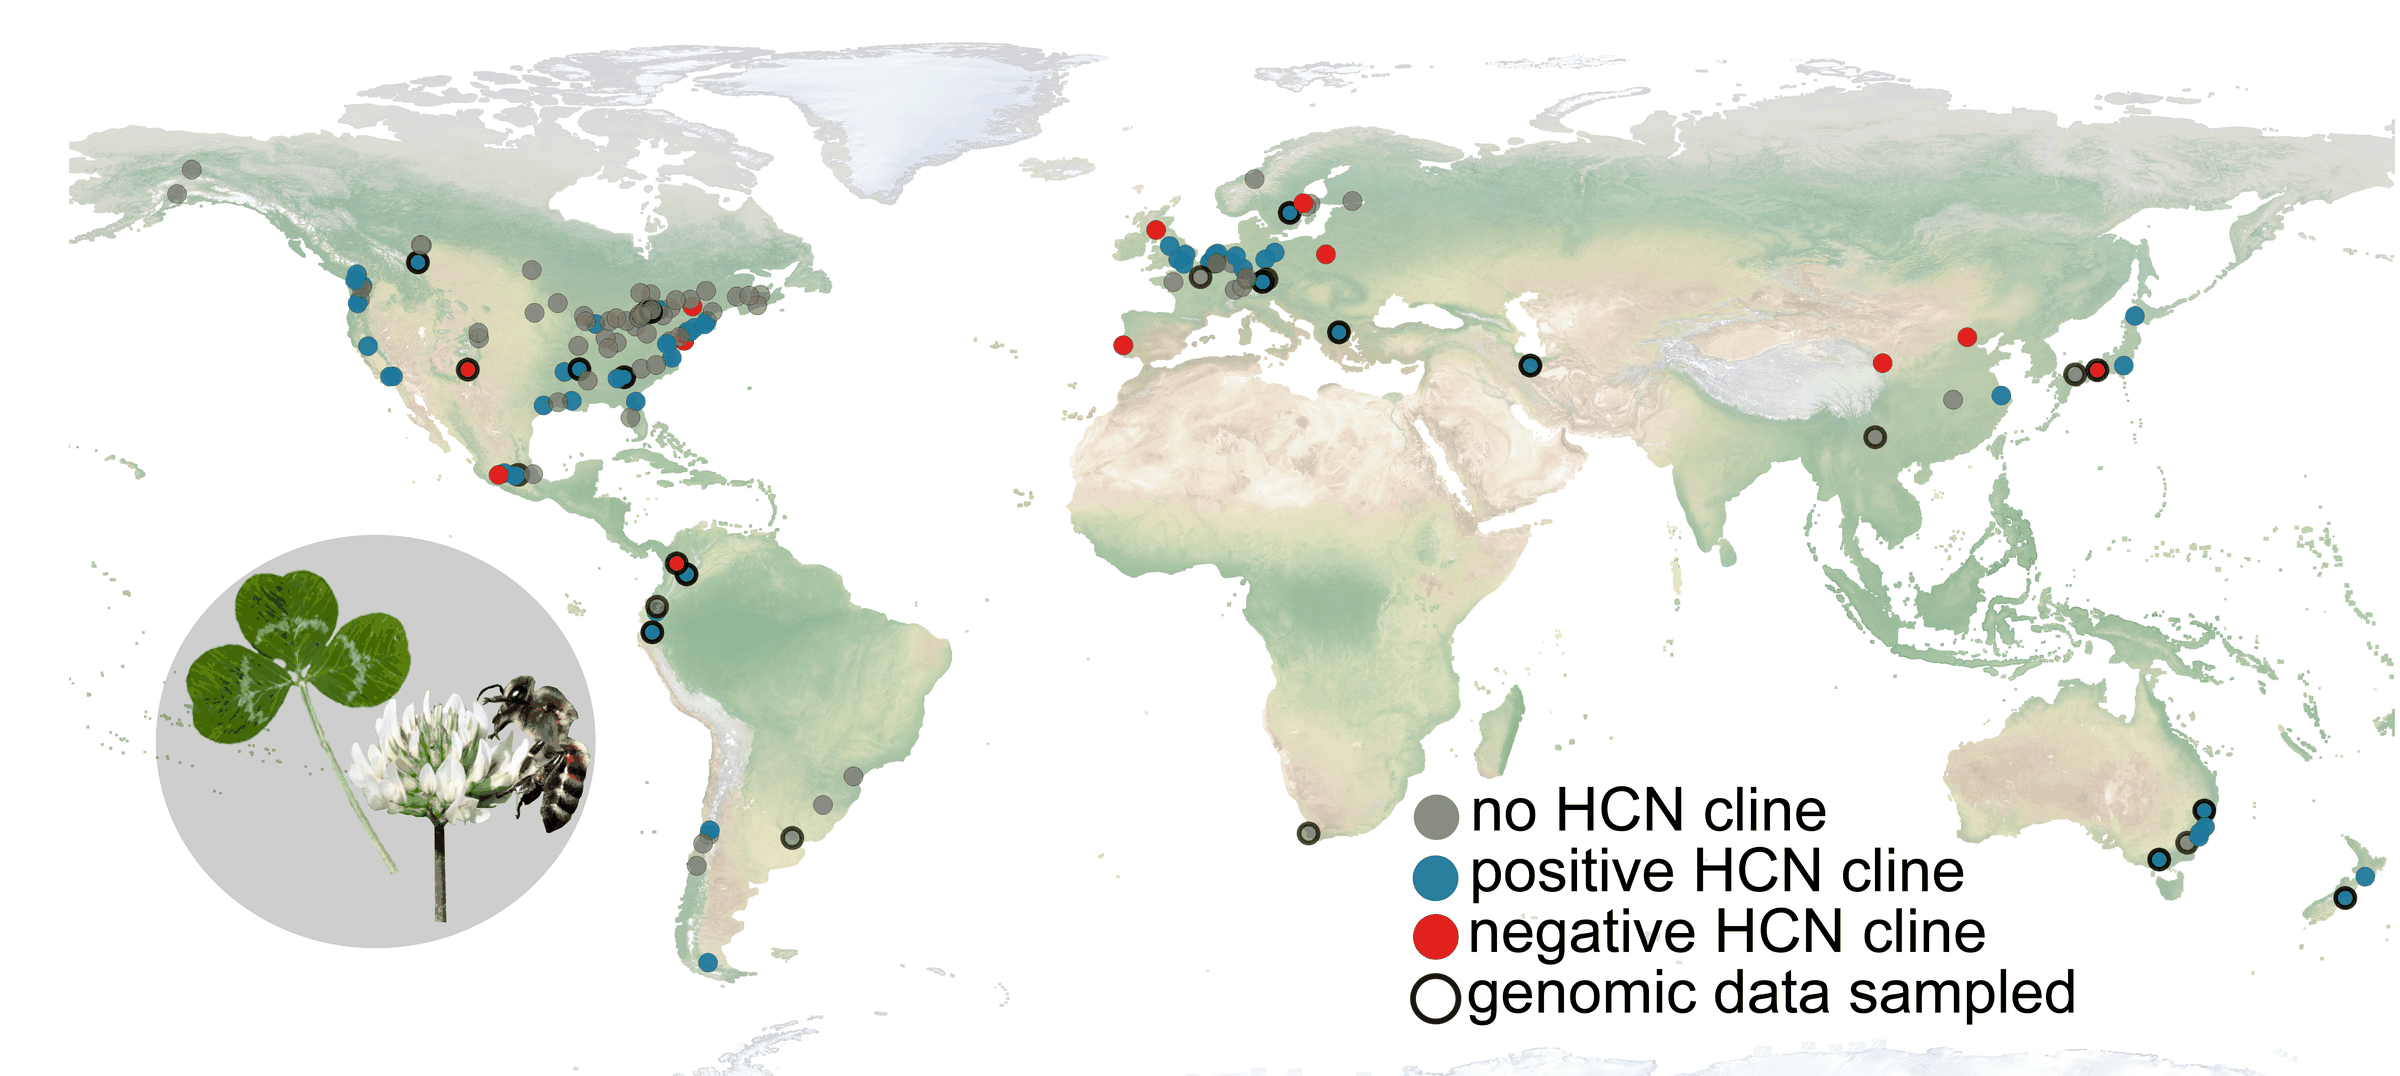 no HCN cline
positive HCN cline
negative HCN cline
genomic data sampled